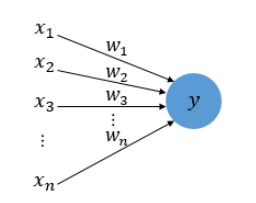 x₁
w₁
x₂
w₂
x₃
w₃
y
⋮
⋮
wₙ
xₙ